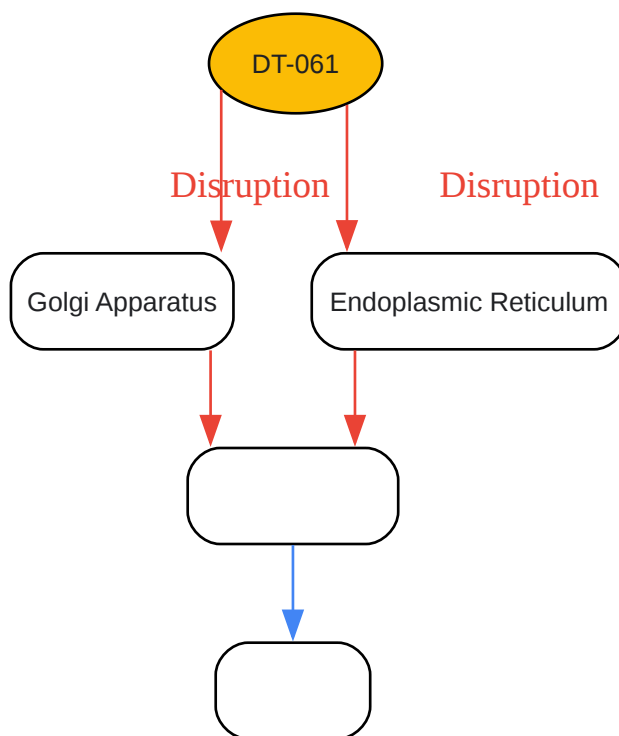 DT-061
Disruption
Disruption
Golgi Apparatus
Endoplasmic Reticulum